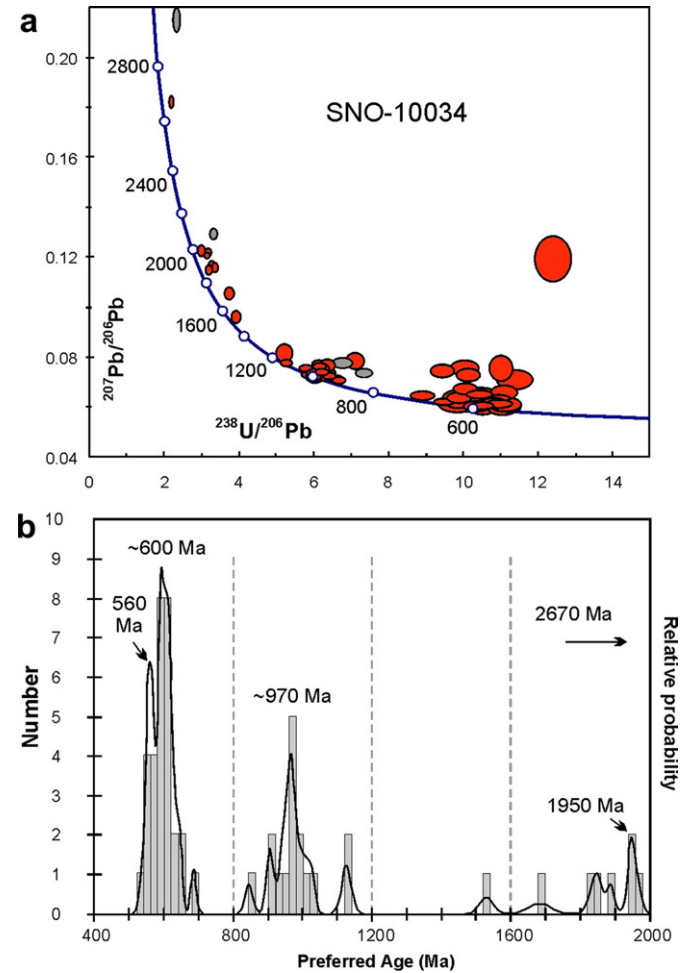 a
SNO-10034
0.20
0.16
0.12
0.08
0.04
2800
2400
2000
1600
1200
800
600
207Pb/206Pb
238U/206Pb
0 2 4 6 8 10 12 14
b
10
9
8
7
6
5
4
3
2
1
0
~600 Ma
560
Ma
~970 Ma
2670 Ma
1950 Ma
Number
Relative probability
400 800 1200 1600 2000
Preferred Age (Ma)